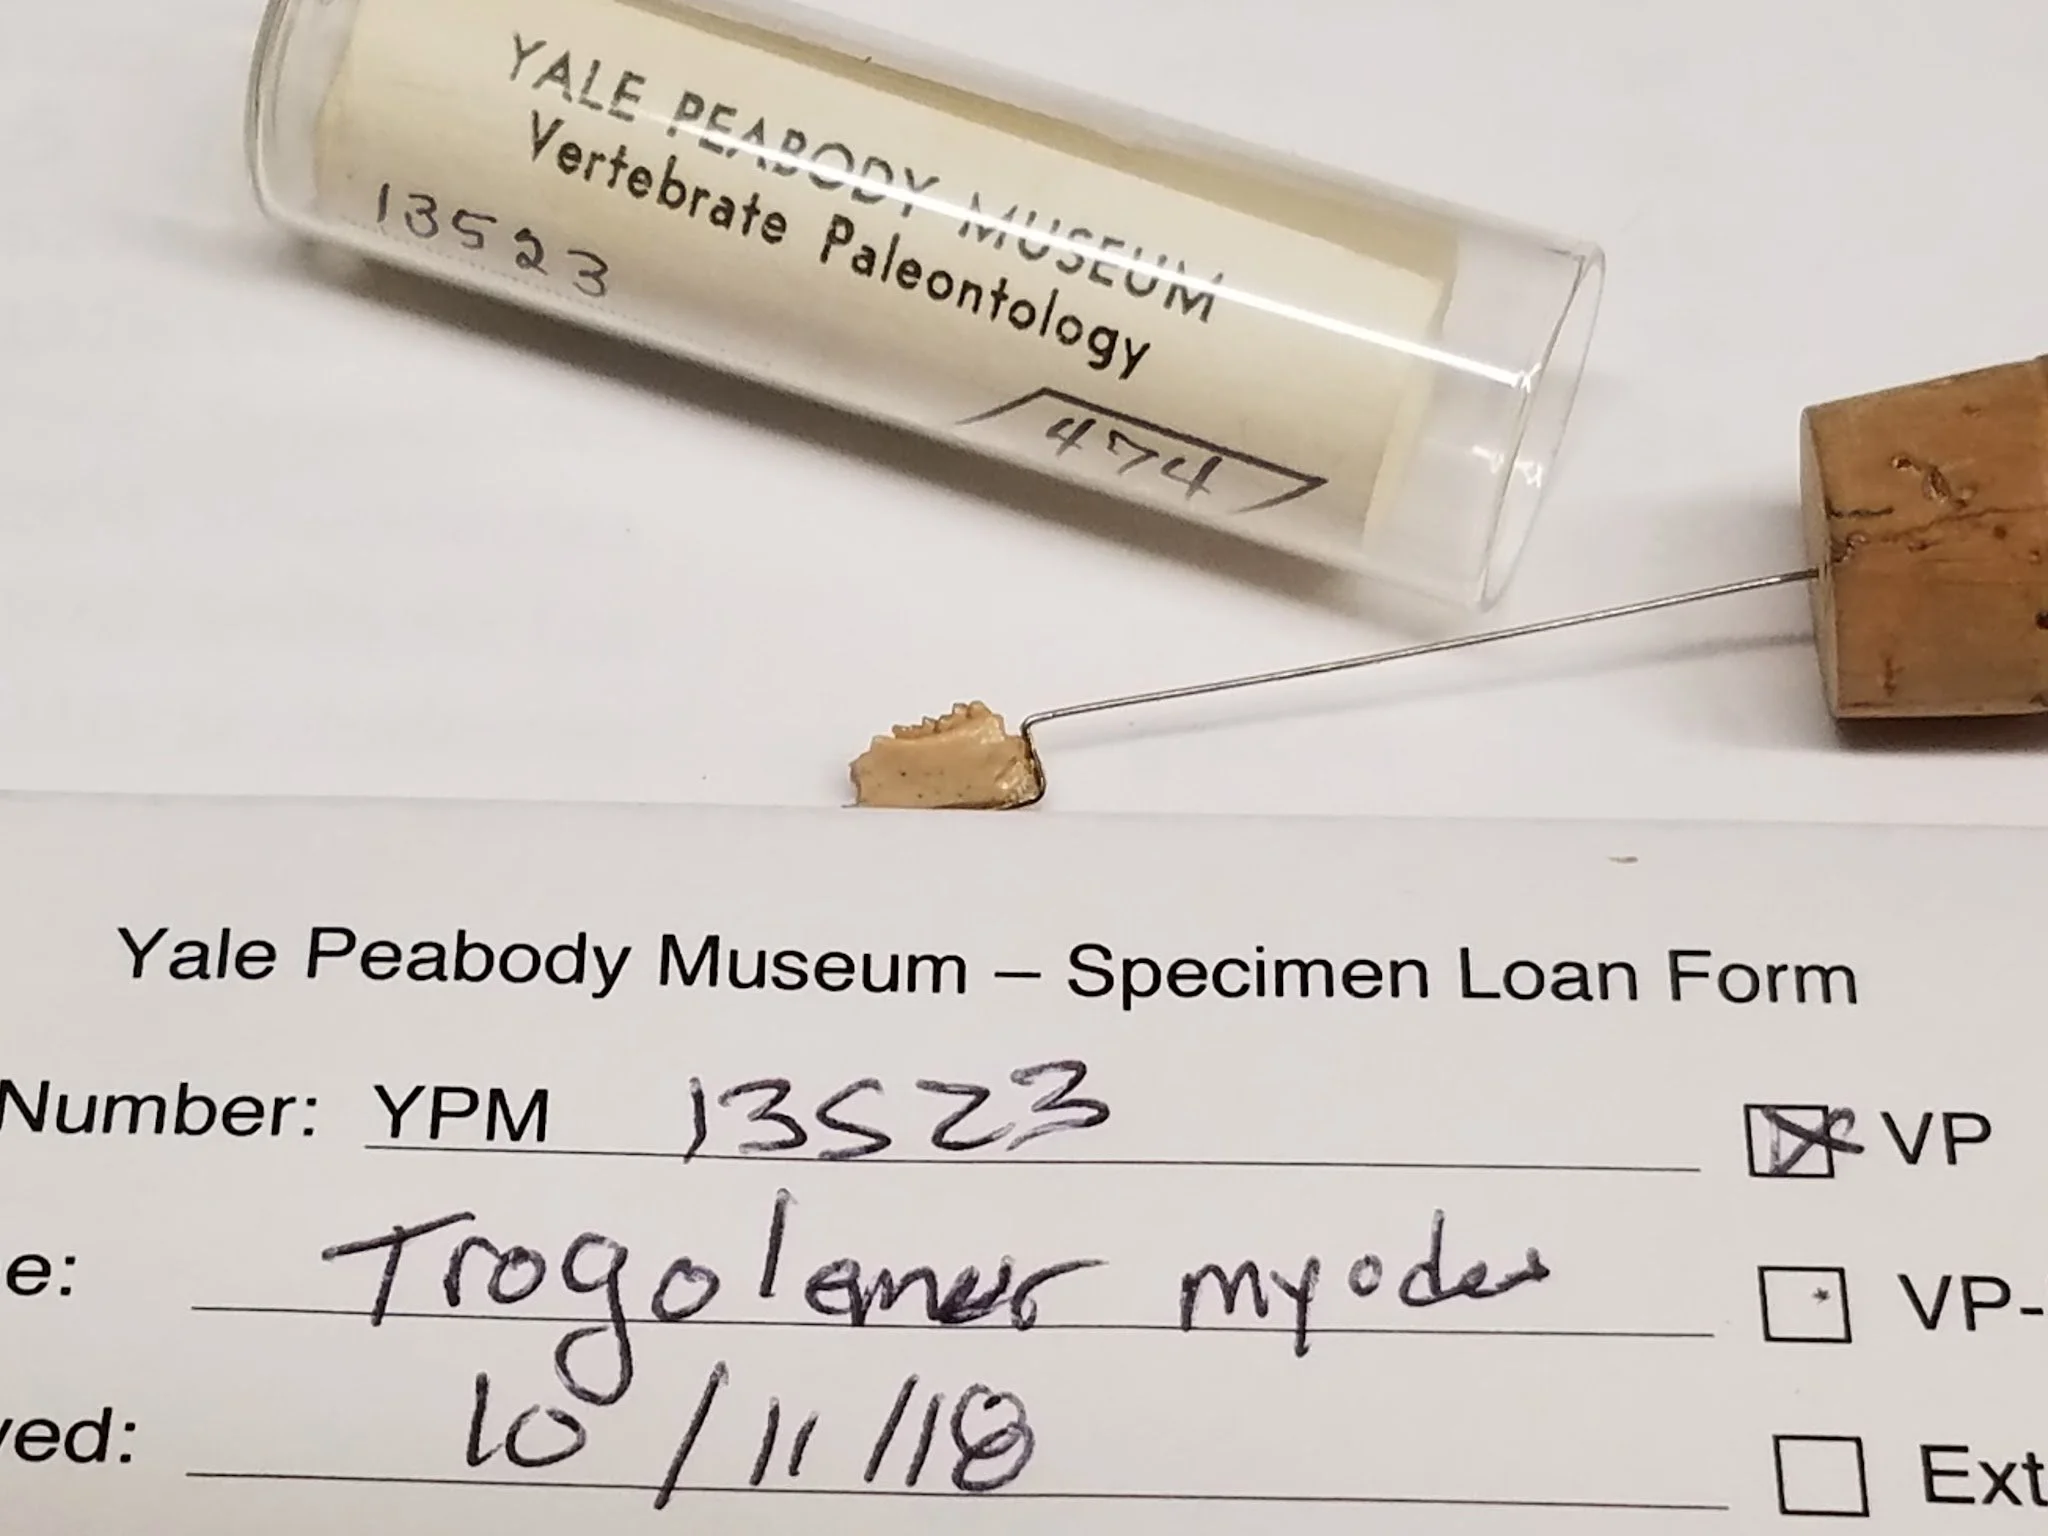 YALE PEABODY MUSEUM
Vertebrate Paleontology
13523
474
Yale Peabody Museum – Specimen Loan Form
Number: YPM 13523 VP
e: Trogolemur myodes VP-
ved: 10/11/18 Ext